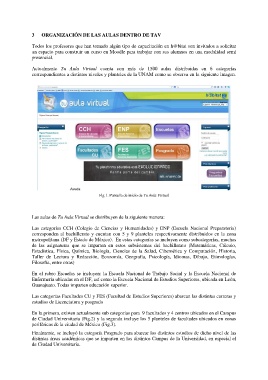 3 ORGANIZACIÓN DE LAS AULAS DENTRO DE TAV
Todos los profesores que han tomado algún tipo de capacitación en h@bitat son invitados a solicitar
un espacio para construir un curso en Moodle para trabajar con sus alumnos en una modalidad semi
presencial.
Actualmente Tu Aula Virtual cuenta con más de 1500 aulas distribuidas en 6 categorías
correspondientes a distintos niveles y planteles de la UNAM como se observa en la siguiente imagen:
aula virtual
CCH
ENP
Escuelas
Facultades
FES
Posgrado
Fig.1 Pantalla de inicio de Tu Aula Virtual
Las aulas de Tu Aula Virtual se distribuyen de la siguiente manera:
Las categorías CCH (Colegio de Ciencias y Humanidades) y ENP (Escuela Nacional Preparatoria)
corresponden al bachillerato y cuentan con 5 y 9 planteles respectivamente distribuidos en la zona
metropolitana (DF y Estado de México). En estas categorías se incluyen como subcategorías, muchas
de las asignaturas que se imparten en estos subsistemas del bachillerato (Matemáticas, Cálculo,
Estadística, Física, Química, Biología, Ciencias de la Salud, Cibernética y Computación, Historia,
Taller de Lectura y Redacción, Economía, Geografía, Psicología, Idiomas, Dibujo, Etimologías,
Filosofía, entre otras)
En el rubro Escuelas se incluyen la Escuela Nacional de Trabajo Social y la Escuela Nacional de
Enfermería ubicadas en el DF, así como la Escuela Nacional de Estudios Superiores, ubicada en León,
Guanajuato. Todas imparten educación superior.
Las categorías Facultades CU y FES (Facultad de Estudios Superiores) abarcan las distintas carreras y
estudios de Licenciatura y posgrado.
En la primera, existen actualmente sub categorías para 9 facultades y 4 centros ubicados en el Campus
de Ciudad Universitaria (Fig.2) y la segunda incluye los 5 planteles de facultades ubicados en zonas
periféricas de la ciudad de México (Fig.3).
Finalmente, se incluyó la categoría Posgrado para abarcar los distintos estudios de dicho nivel de las
distintas áreas académicas que se imparten en los distintos Campus de la Universidad, en especial el
de Ciudad Universitaria.